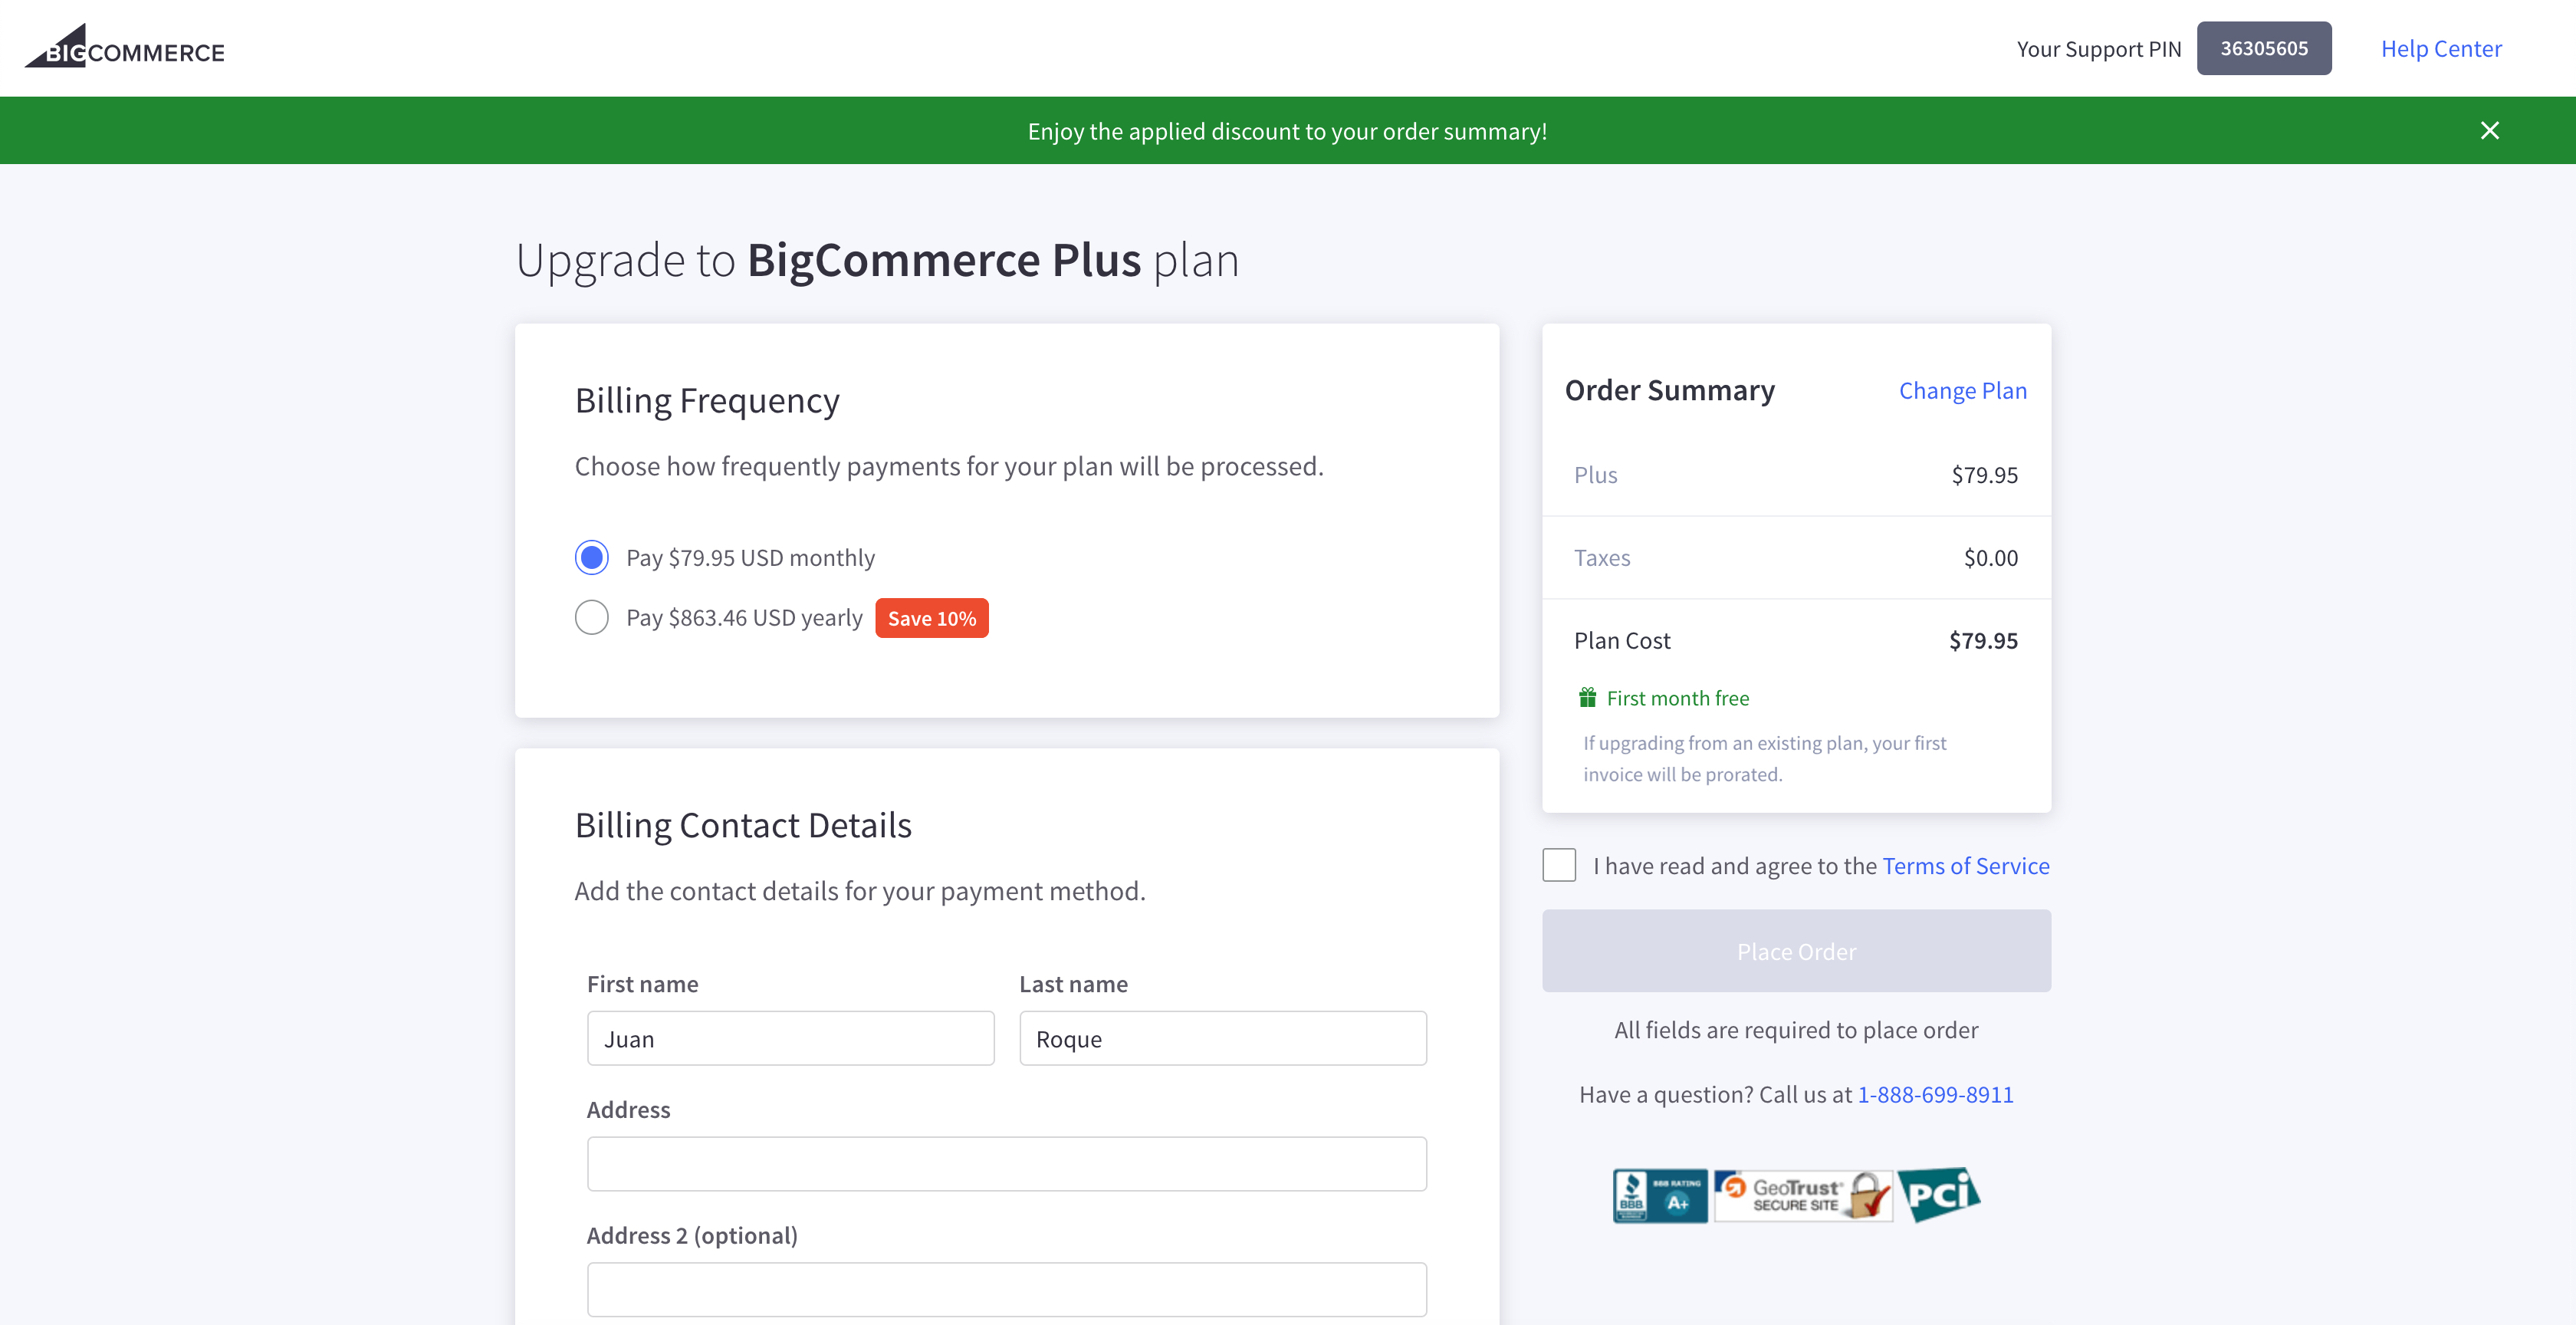 BIGCOMMERCE
Your Support PIN 36305605 Help Center
Enjoy the applied discount to your order summary!
Upgrade to BigCommerce Plus plan
Billing Frequency
Choose how frequently payments for your plan will be processed.
Pay $79.95 USD monthly
Pay $863.46 USD yearly Save 10%
Billing Contact Details
Add the contact details for your payment method.
First name Last name
Juan Roque
Address
Address 2 (optional)
Order Summary Change Plan
Plus $79.95
Taxes $0.00
Plan Cost $79.95
First month free
If upgrading from an existing plan, your first
invoice will be prorated.
I have read and agree to the Terms of Service
Place Order
All fields are required to place order
Have a question? Call us at 1-888-699-8911
BBB
BBB RATING
A+
GeoTrust
SECURE SITE
PCi